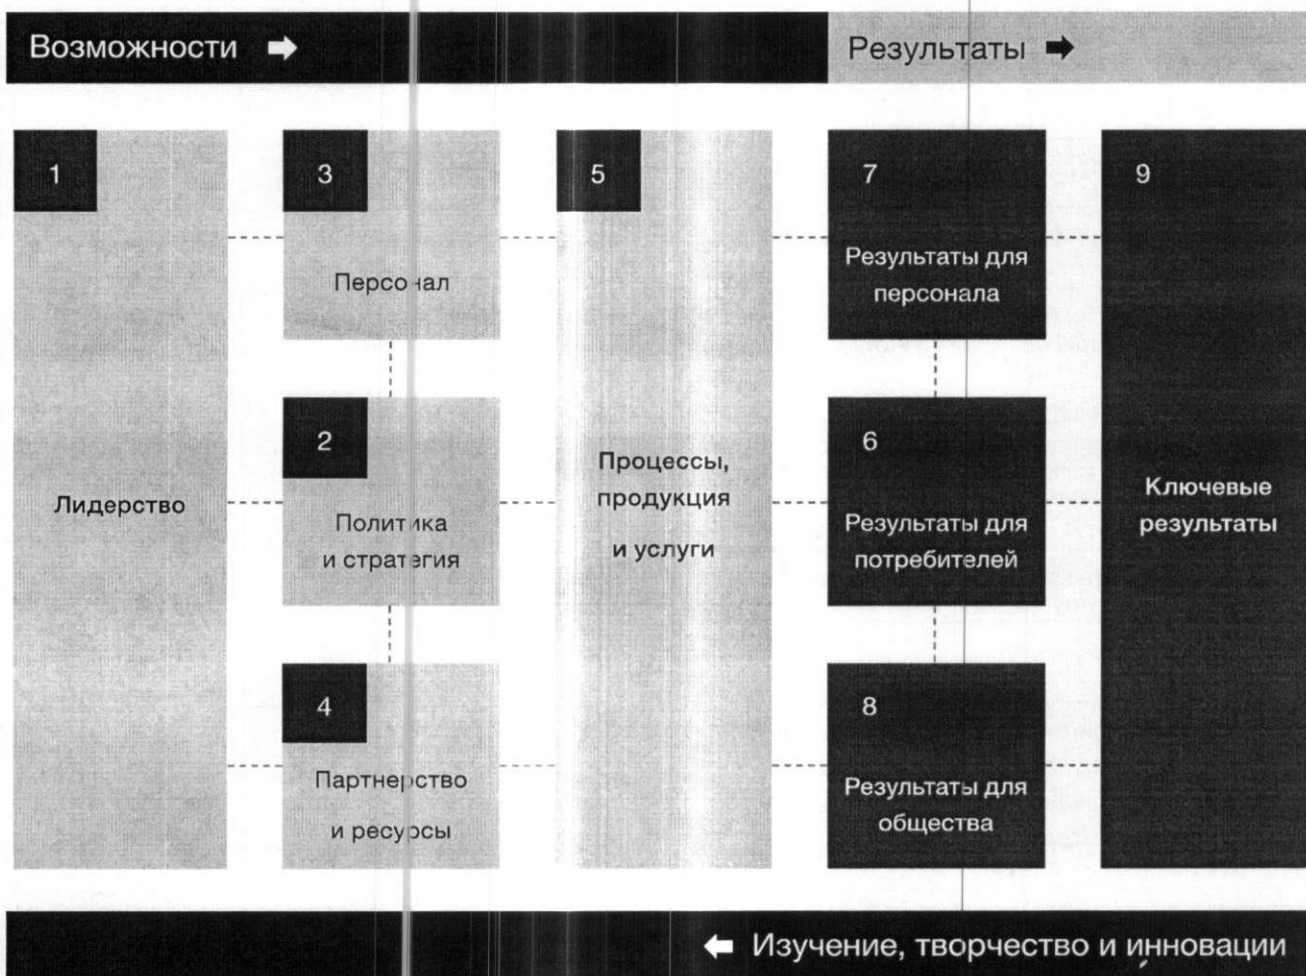 Возможности
Результаты
1
Лидерство
3
Персонал
2
Политика
и стратегия
4
Партнерство
и ресурсы
5
Процессы,
продукция
и услуги
7
Результаты для
персонала
6
Результаты для
потребителей
8
Результаты для
общества
9
Ключевые
результаты
Изучение, творчество и инновации